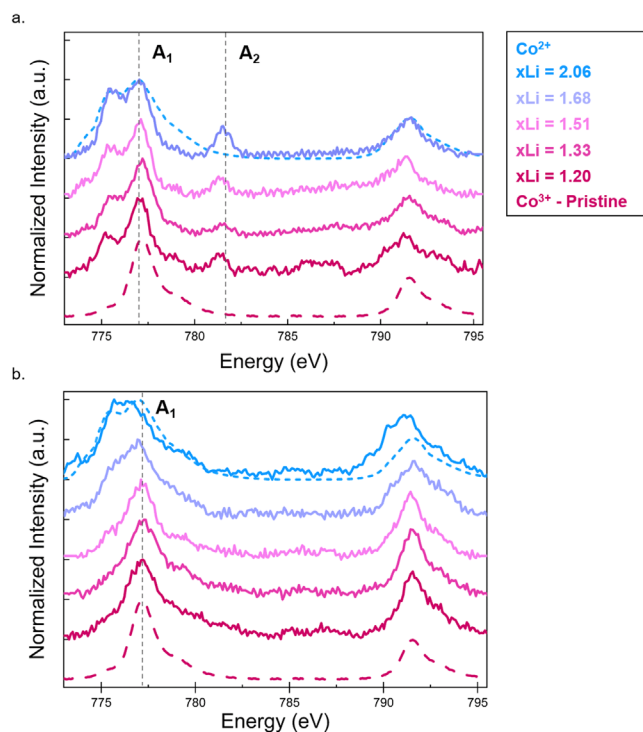 a.
A₁
A₂
Normalized Intensity (a.u.)
775
780
785
790
795
Energy (eV)
Co²⁺
xLi = 2.06
xLi = 1.68
xLi = 1.51
xLi = 1.33
xLi = 1.20
Co³⁺ - Pristine
b.
A₁
Normalized Intensity (a.u.)
775
780
785
790
795
Energy (eV)